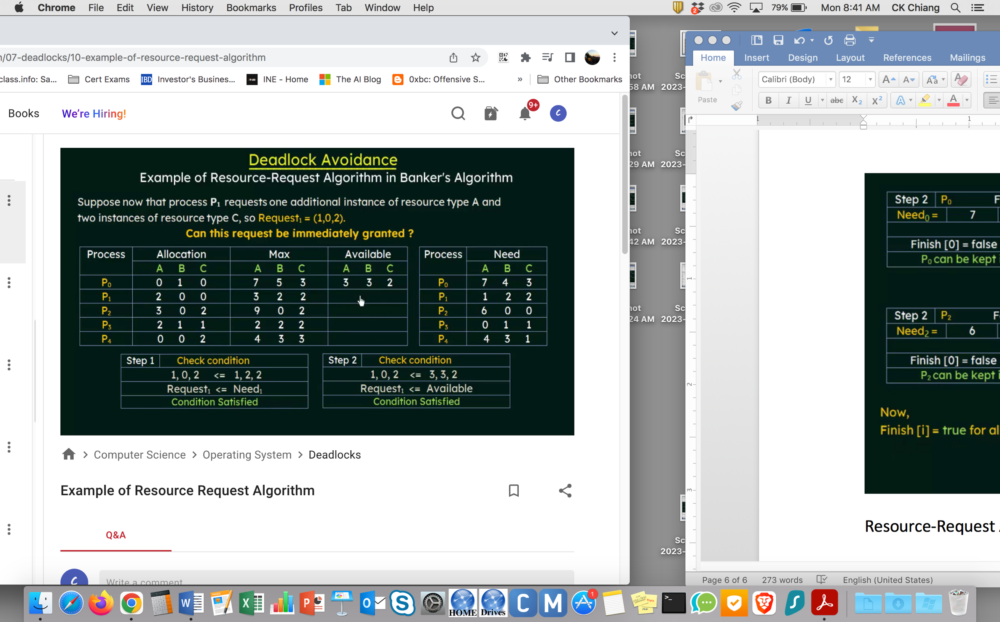 Chrome File Edit View History Bookmarks Profiles Tab Window Help
2 79% Mon 8:41 AM CK Chiang
/07-deadlocks/10-example-of-resource-request-algorithm
class.info: Sa... Cert Exams IBD Investor's Busines... INE INE - Home The AI Blog 0xbc: Offensive S... » Other Bookmarks
Books We're Hiring! 9+ C
Deadlock Avoidance
Example of Resource-Request Algorithm in Banker's Algorithm
Suppose now that process P₁ requests one additional instance of resource type A and
two instances of resource type C, so Request₁ = (1,0,2).
Can this request be immediately granted ?
Process Allocation Max Available Process Need
A B C A B C A B C A B C
P₀ 0 1 0 7 5 3 3 3 2 P₀ 7 4 3
P₁ 2 0 0 3 2 2 P₁ 1 2 2
P₂ 3 0 2 9 0 2 P₂ 6 0 0
P₃ 2 1 1 2 2 2 P₃ 0 1 1
P₄ 0 0 2 4 3 3 P₄ 4 3 1
Step 1 Check condition
1, 0, 2 <= 1, 2, 2
Request₁ <= Need₁
Condition Satisfied
Step 2 Check condition
1, 0, 2 <= 3, 3, 2
Request₁ <= Available
Condition Satisfied
> Computer Science > Operating System > Deadlocks
Example of Resource Request Algorithm
Q&A
C Write a comment
58 AM 2023-
29 AM 2023-
42 AM 2023-
24 AM 2023-
Sc
2023-
Home Insert Design Layout References Mailings
Paste
Calibri (Body) 12 A A Aa A
B I U abc X₂ X² A A
1 1
1
2
3
Step 2 P₀ F
Need₀ = 7
Finish [0] = false
P₀ can be kept i
Step 2 P₂ F
Need₂ = 6
Finish [0] = false
P₂ can be kept i
Now,
Finish [i] = true for al
Resource-Request
Page 6 of 6 273 words English (United States)
HOME Drives C M 1